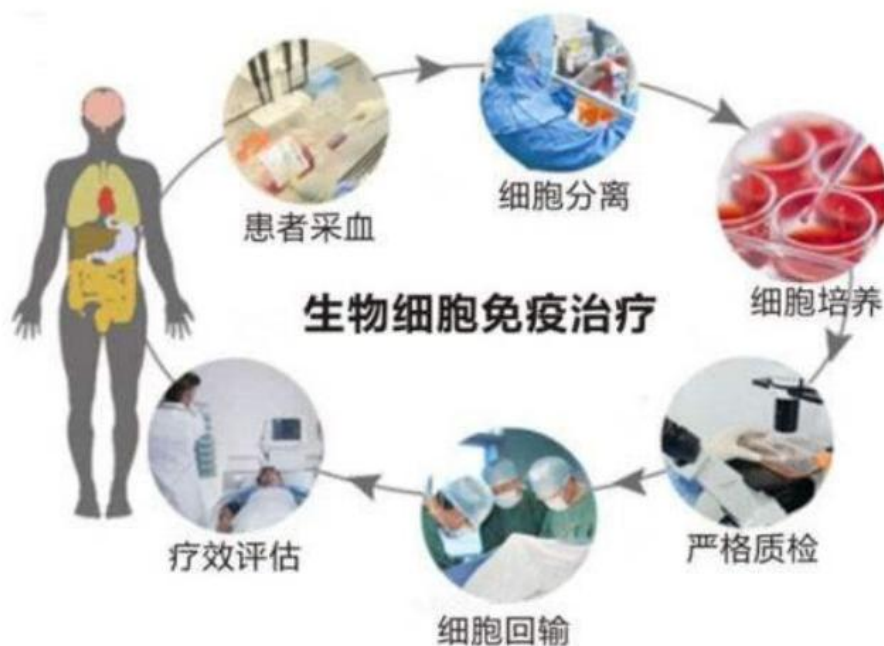 患者采血
细胞分离
细胞培养
生物细胞免疫治疗
严格质检
细胞回输
疗效评估